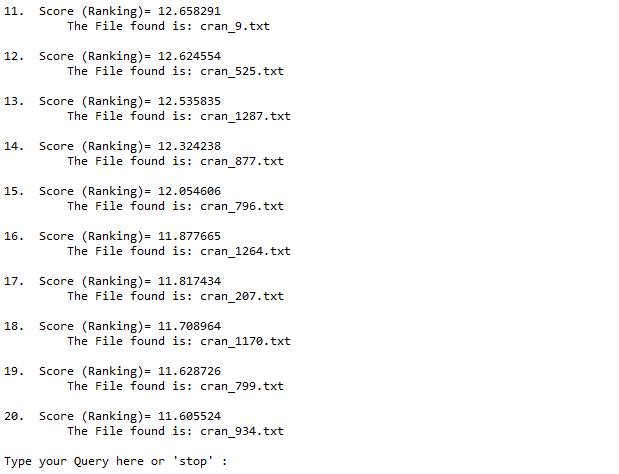 11.  Score (Ranking)= 12.658291
The File found is: cran_9.txt
12.  Score (Ranking)= 12.624554
The File found is: cran_525.txt
13.  Score (Ranking)= 12.535835
The File found is: cran_1287.txt
14.  Score (Ranking)= 12.324238
The File found is: cran_877.txt
15.  Score (Ranking)= 12.054606
The File found is: cran_796.txt
16.  Score (Ranking)= 11.877665
The File found is: cran_1264.txt
17.  Score (Ranking)= 11.817434
The File found is: cran_207.txt
18.  Score (Ranking)= 11.708964
The File found is: cran_1170.txt
19.  Score (Ranking)= 11.628726
The File found is: cran_799.txt
20.  Score (Ranking)= 11.605524
The File found is: cran_934.txt
Type your Query here or 'stop' :